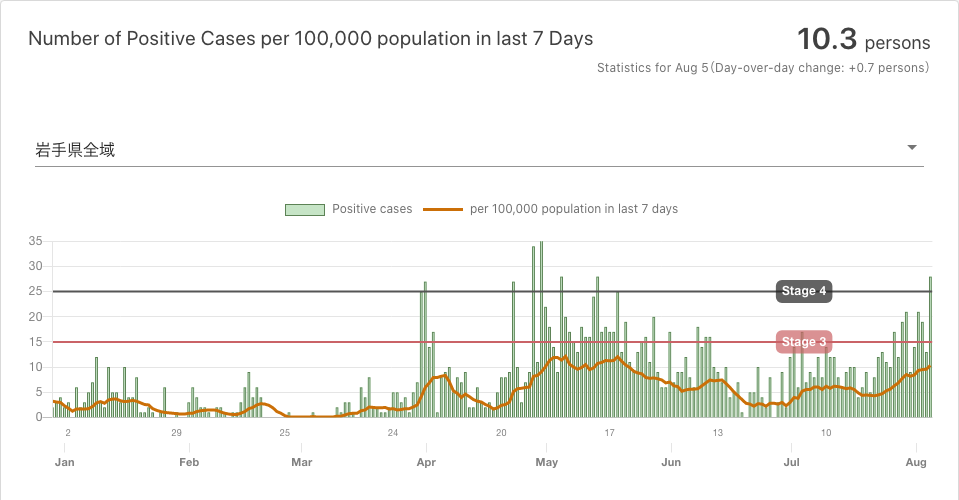 Number of Positive Cases per 100,000 population in last 7 Days
10.3 persons
Statistics for Aug 5(Day-over-day change: +0.7 persons)
岩手県全域
Positive cases
per 100,000 population in last 7 days
35
30
25
20
15
10
5
0
Stage 4
Stage 3
2 29 25 24 20 17 13 10
Jan Feb Mar Apr May Jun Jul Aug